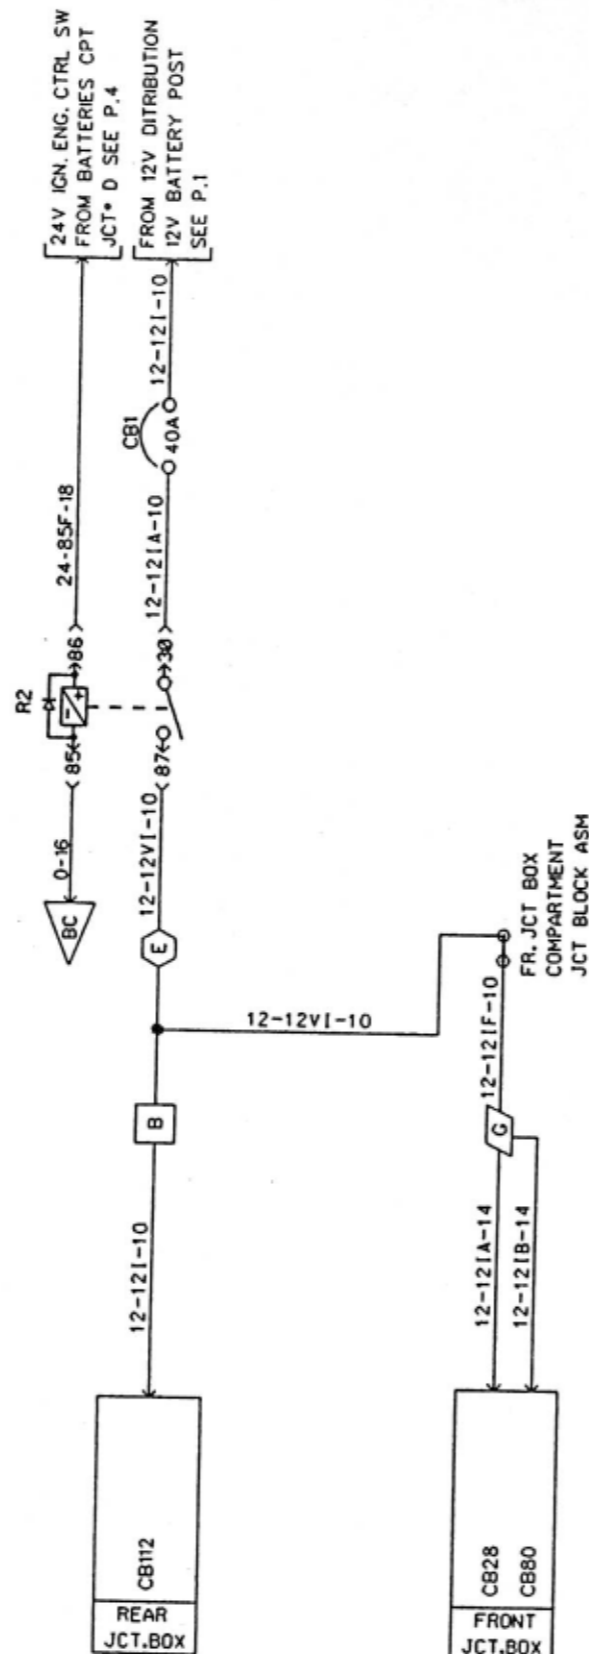 24V IGN. ENG. CTRL SW
FROM BATTERIES CPT
JCT• D SEE P.4
FROM 12V DITRIBUTION
12V BATTERY POST
SEE P.1
12-12I-10
CB1
40A
24-85F-18
12-12IA-10
R2
86
30
85
87
- +
0-16
12-12VI-10
BC
E
12-12VI-10
FR. JCT BOX
COMPARTMENT
JCT BLOCK ASM
B
12-12IF-10
G
12-12I-10
12-12IA-14
12-12IB-14
CB112
REAR
JCT.BOX
CB28
CB80
FRONT
JCT.BOX